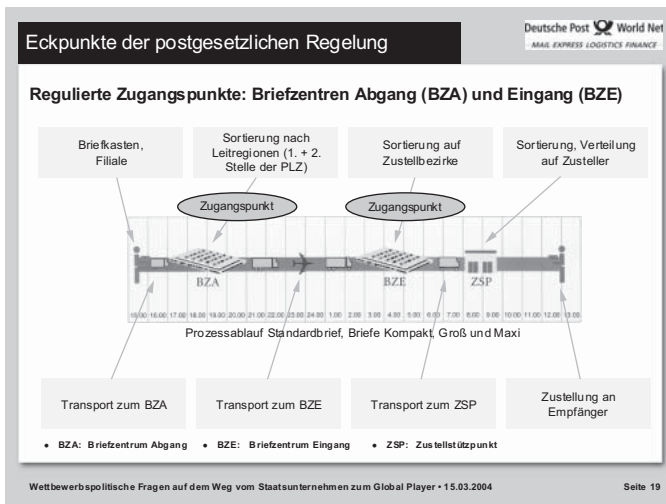 Eckpunkte der postgesetzlichen Regelung
Deutsche Post World Net
MAIL EXPRESS LOGISTICS FINANCE
Regulierte Zugangspunkte: Briefzentren Abgang (BZA) und Eingang (BZE)
Briefkasten,
Filiale
Sortierung nach
Leitregionen (1. + 2.
Stelle der PLZ)
Sortierung auf
Zustellbezirke
Sortierung, Verteilung
auf Zusteller
Zugangspunkt
Zugangspunkt
BZA
BZE
ZSP
15.00 16.00 17.00 18.00 19.00 20.00 21.00 22.00 23.00 24.00 1.00 2.00 3.00 4.00 5.00 6.00 7.00 8.00 9.00 10.00 11.00 12.00 13.00
Prozessablauf Standardbrief, Briefe Kompakt, Groß und Maxi
Transport zum BZA
Transport zum BZE
Transport zum ZSP
Zustellung an
Empfänger
• BZA: Briefzentrum Abgang • BZE: Briefzentrum Eingang • ZSP: Zustellstützpunkt
Wettbewerbspolitische Fragen auf dem Weg vom Staatsunternehmen zum Global Player • 15.03.2004 Seite 19